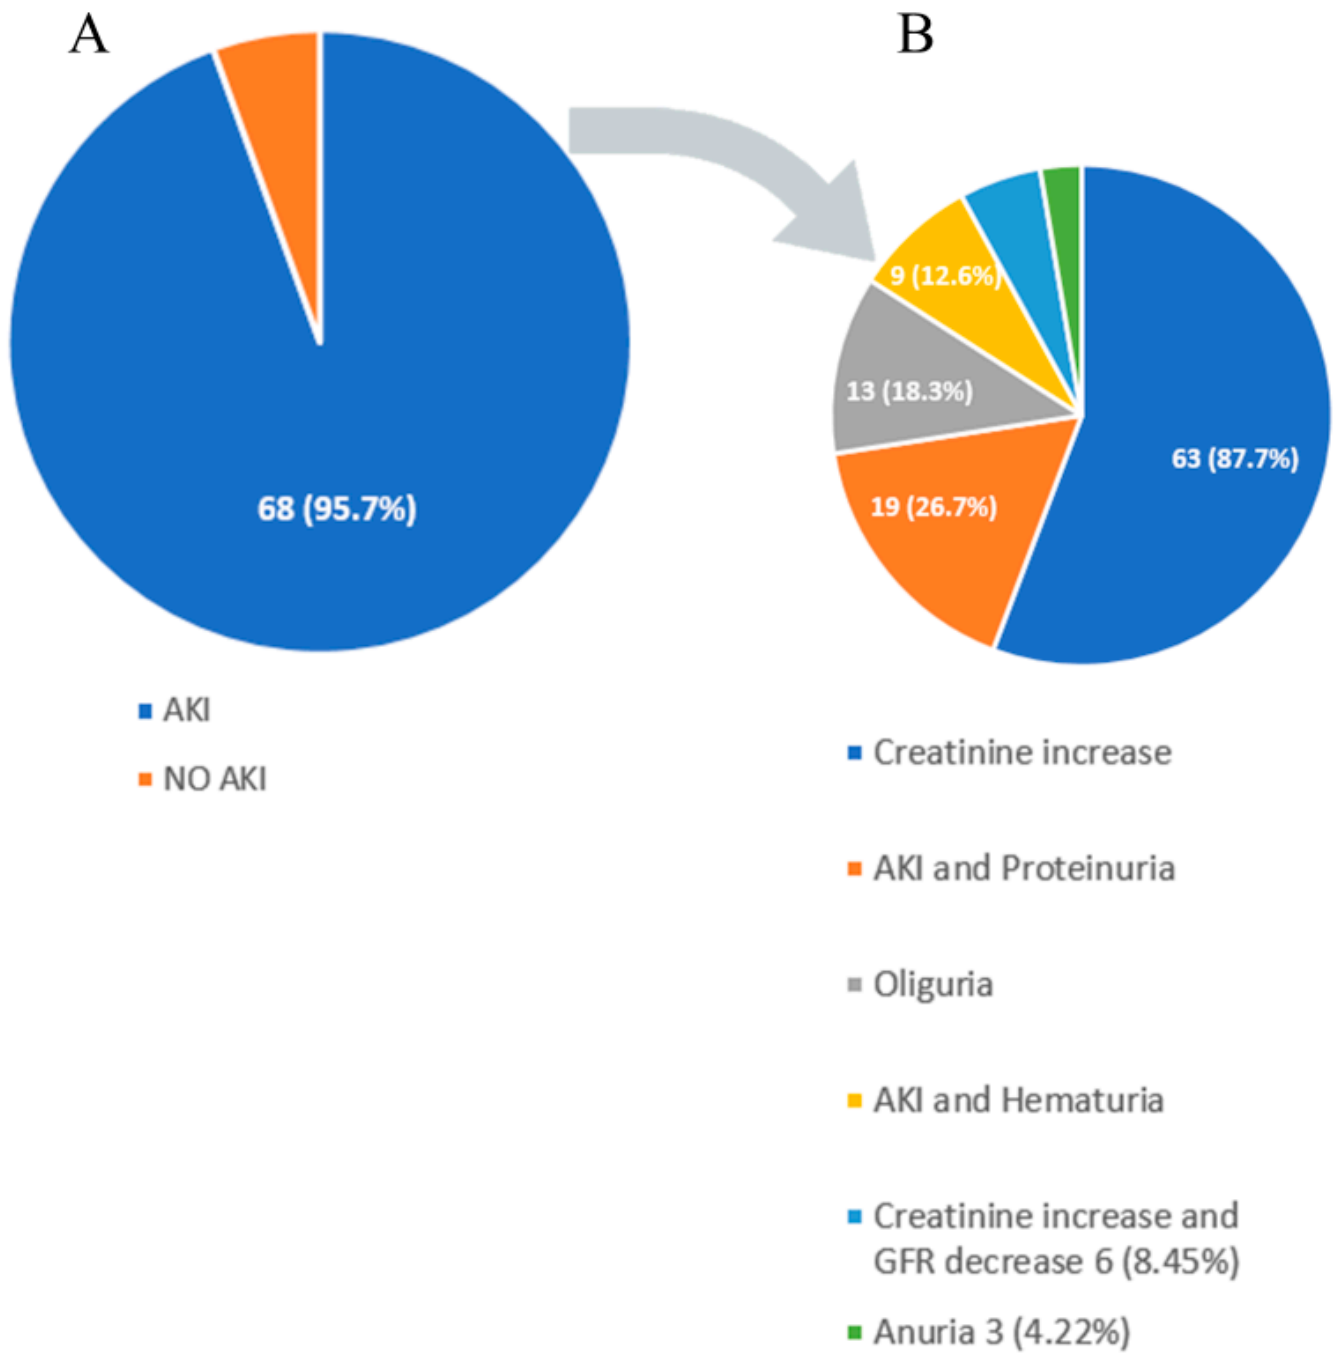 A
68 (95.7%)
AKI
NO AKI
B
9 (12.6%)
13 (18.3%)
63 (87.7%)
19 (26.7%)
Creatinine increase
AKI and Proteinuria
Oliguria
AKI and Hematuria
Creatinine increase and
GFR decrease 6 (8.45%)
Anuria 3 (4.22%)